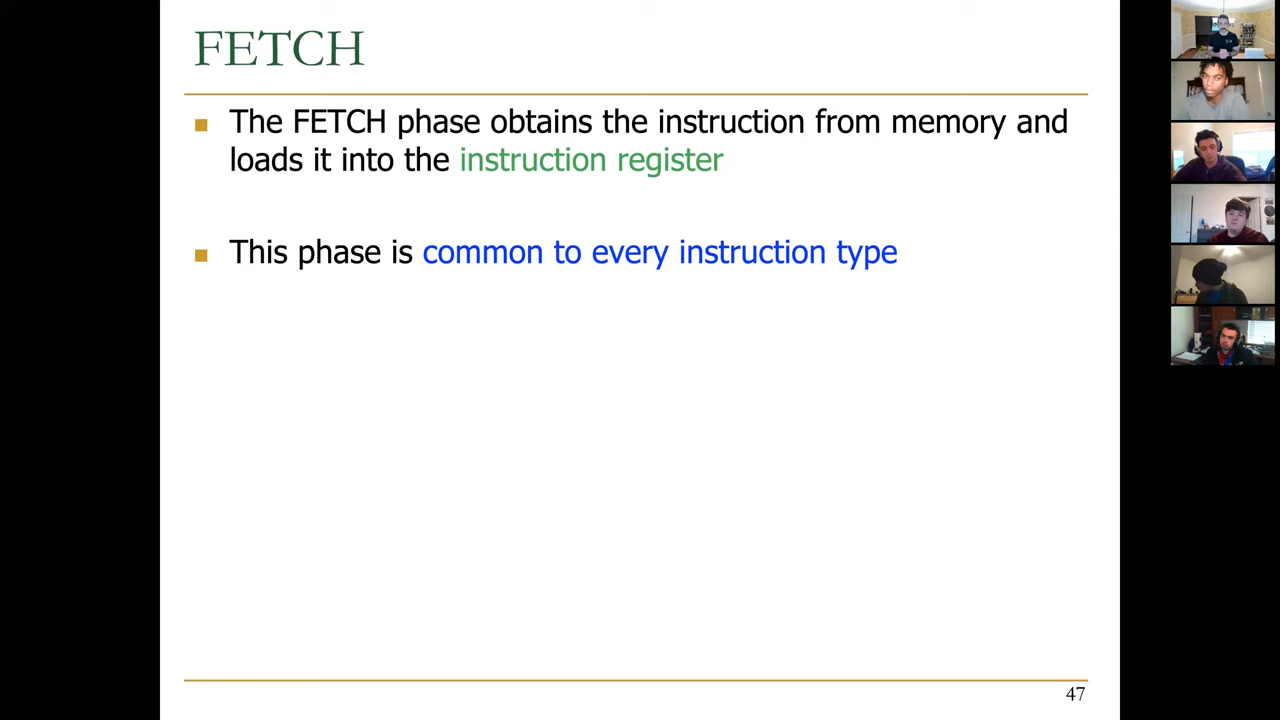 FETCH
The FETCH phase obtains the instruction from memory and
loads it into the instruction register
This phase is common to every instruction type
47